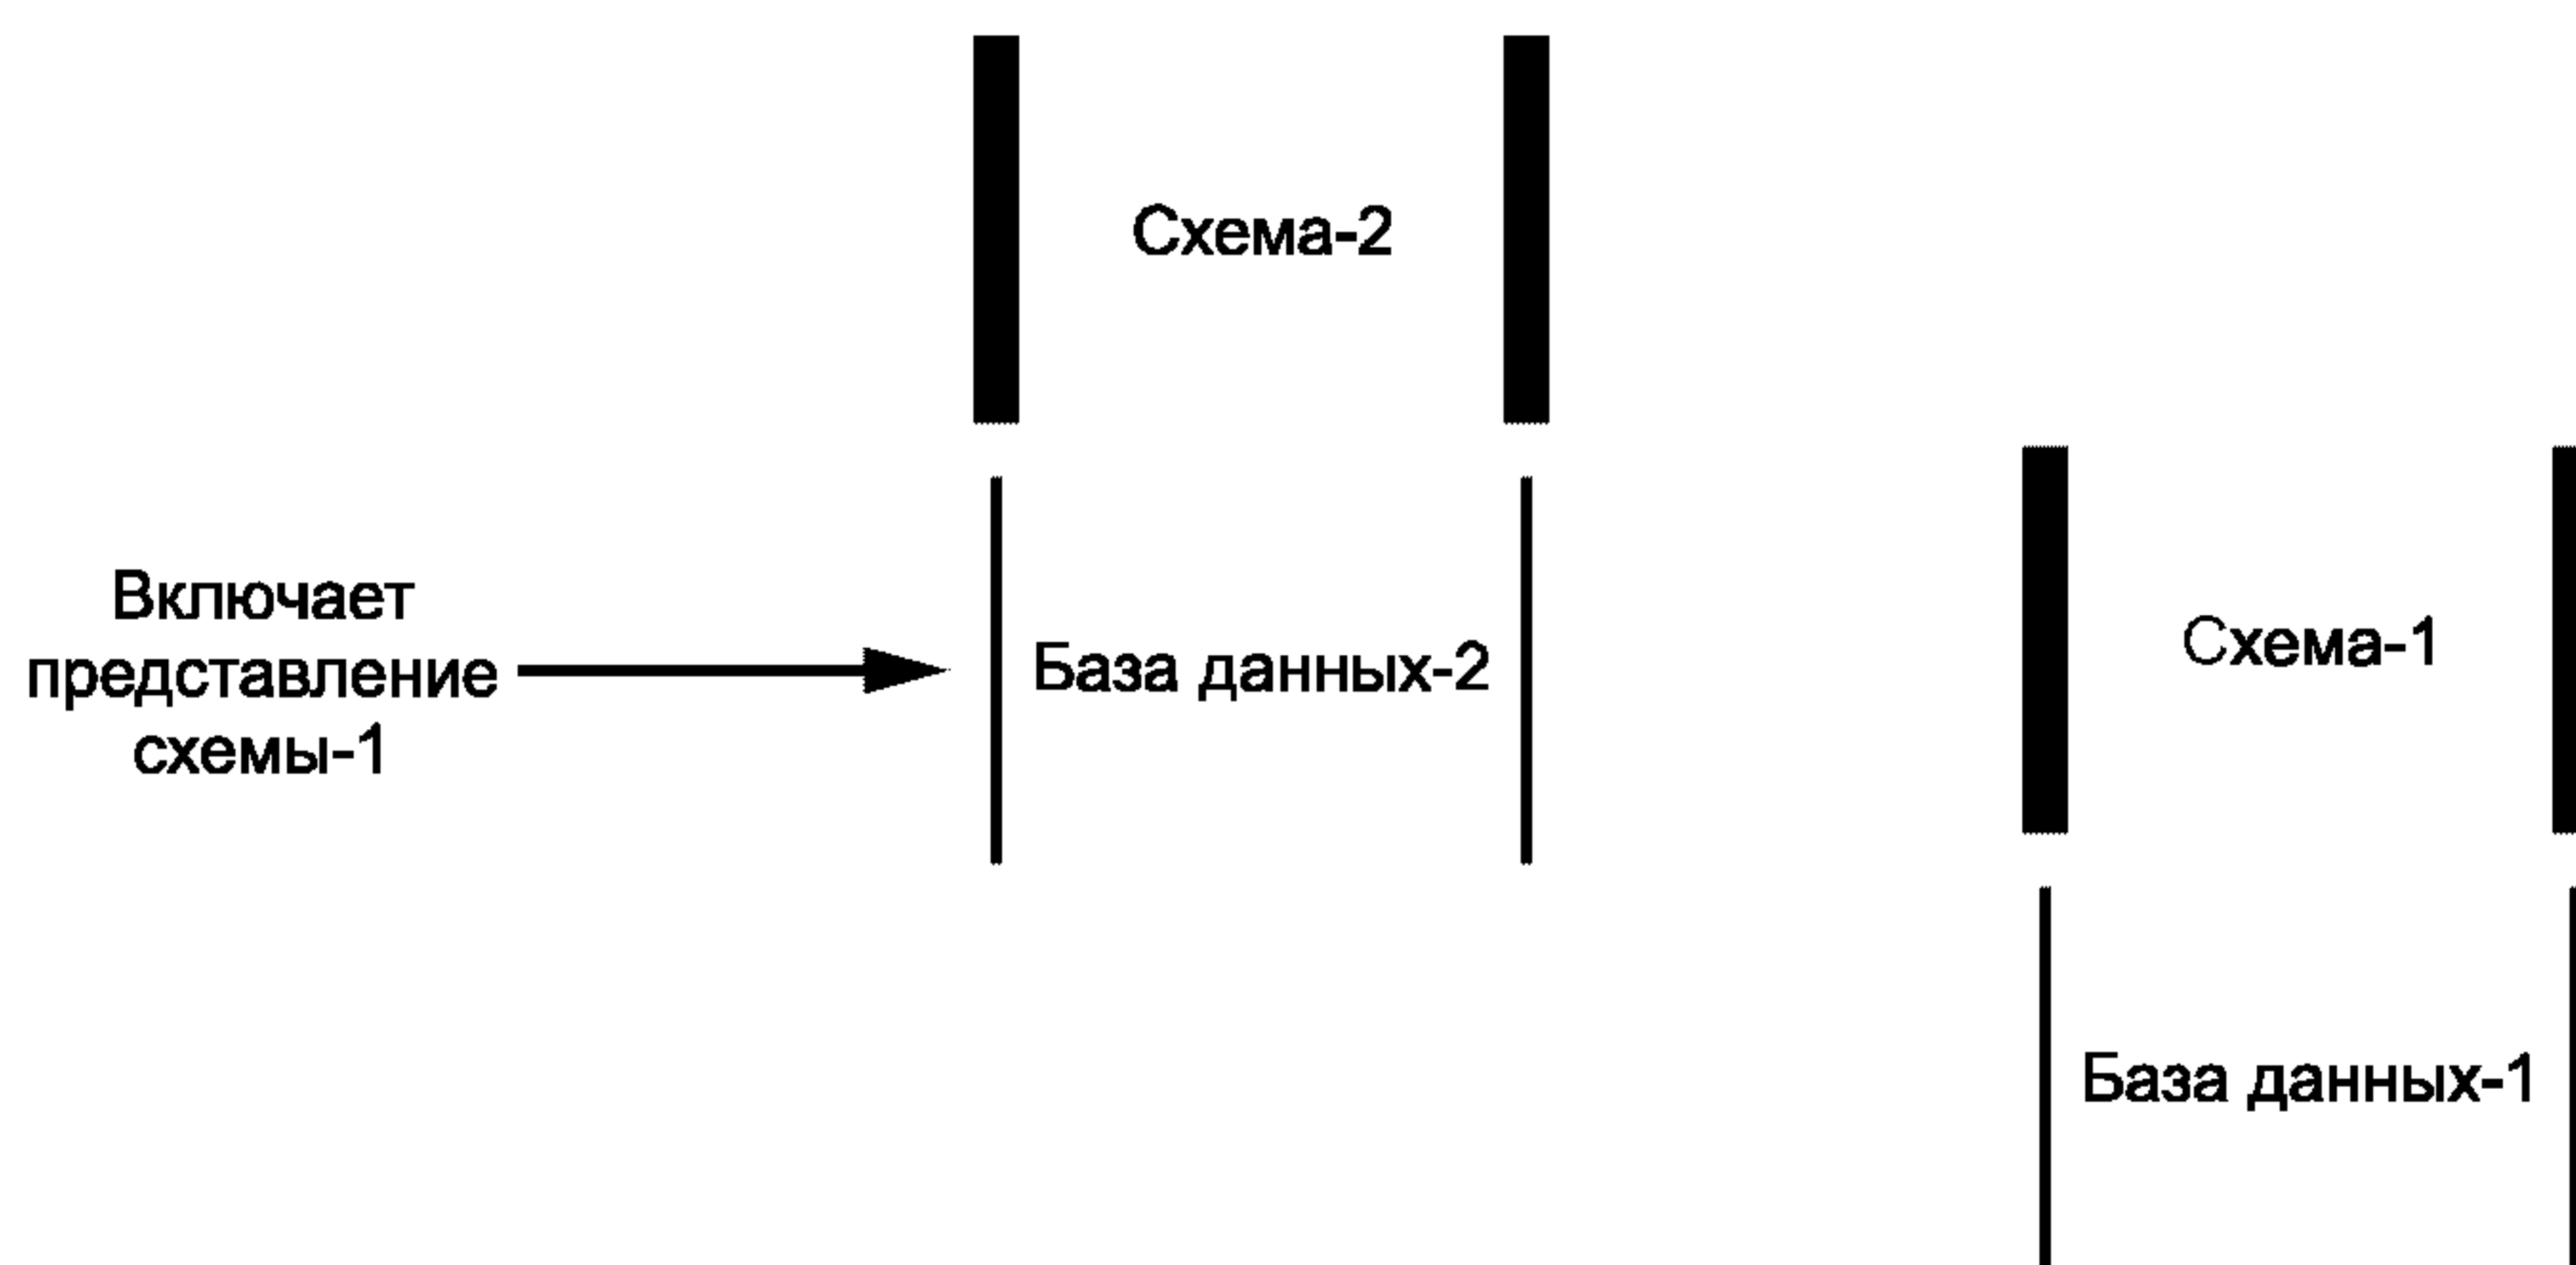 Схема-2
Включает
представление
схемы-1
База данных-2
Схема-1
База данных-1